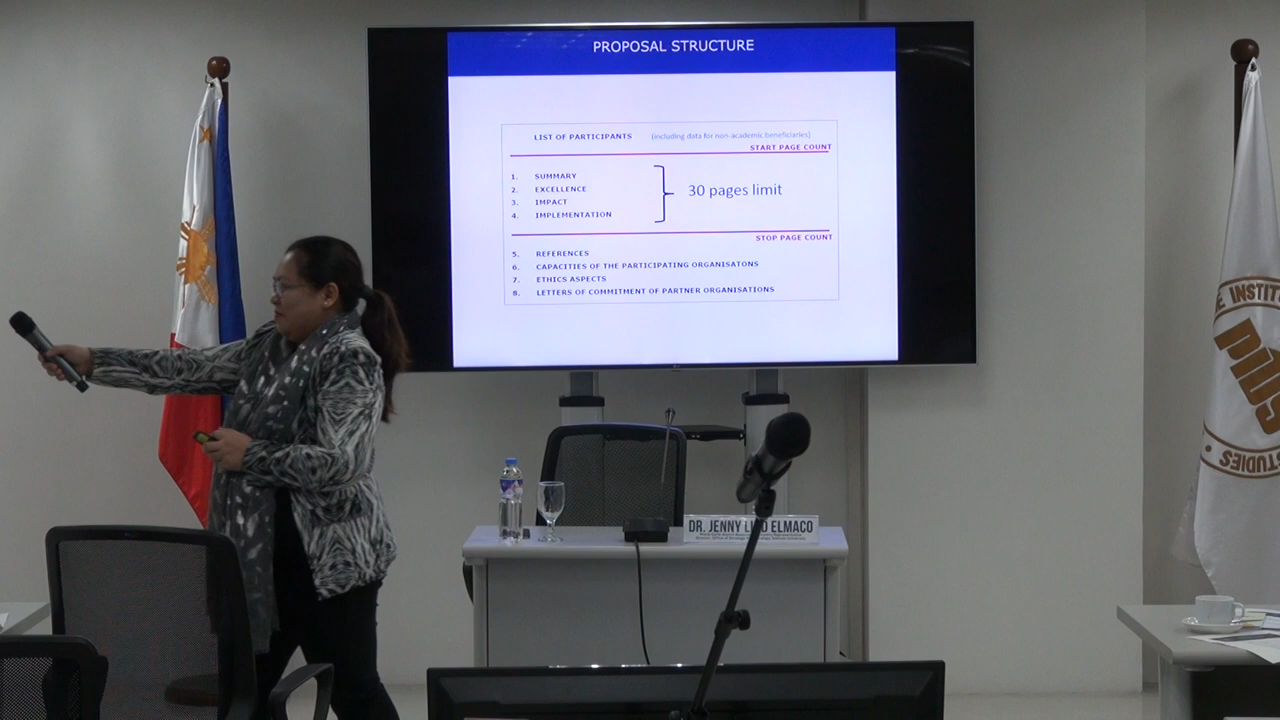 PROPOSAL STRUCTURE
LIST OF PARTICIPANTS (including data for non-academic beneficiaries)
START PAGE COUNT
1. SUMMARY
2. EXCELLENCE
3. IMPACT
4. IMPLEMENTATION
30 pages limit
STOP PAGE COUNT
5. REFERENCES
6. CAPACITIES OF THE PARTICIPATING ORGANISATONS
7. ETHICS ASPECTS
8. LETTERS OF COMMITMENT OF PARTNER ORGANISATIONS
DR. JENNY ELMACO
pids
STUDIES